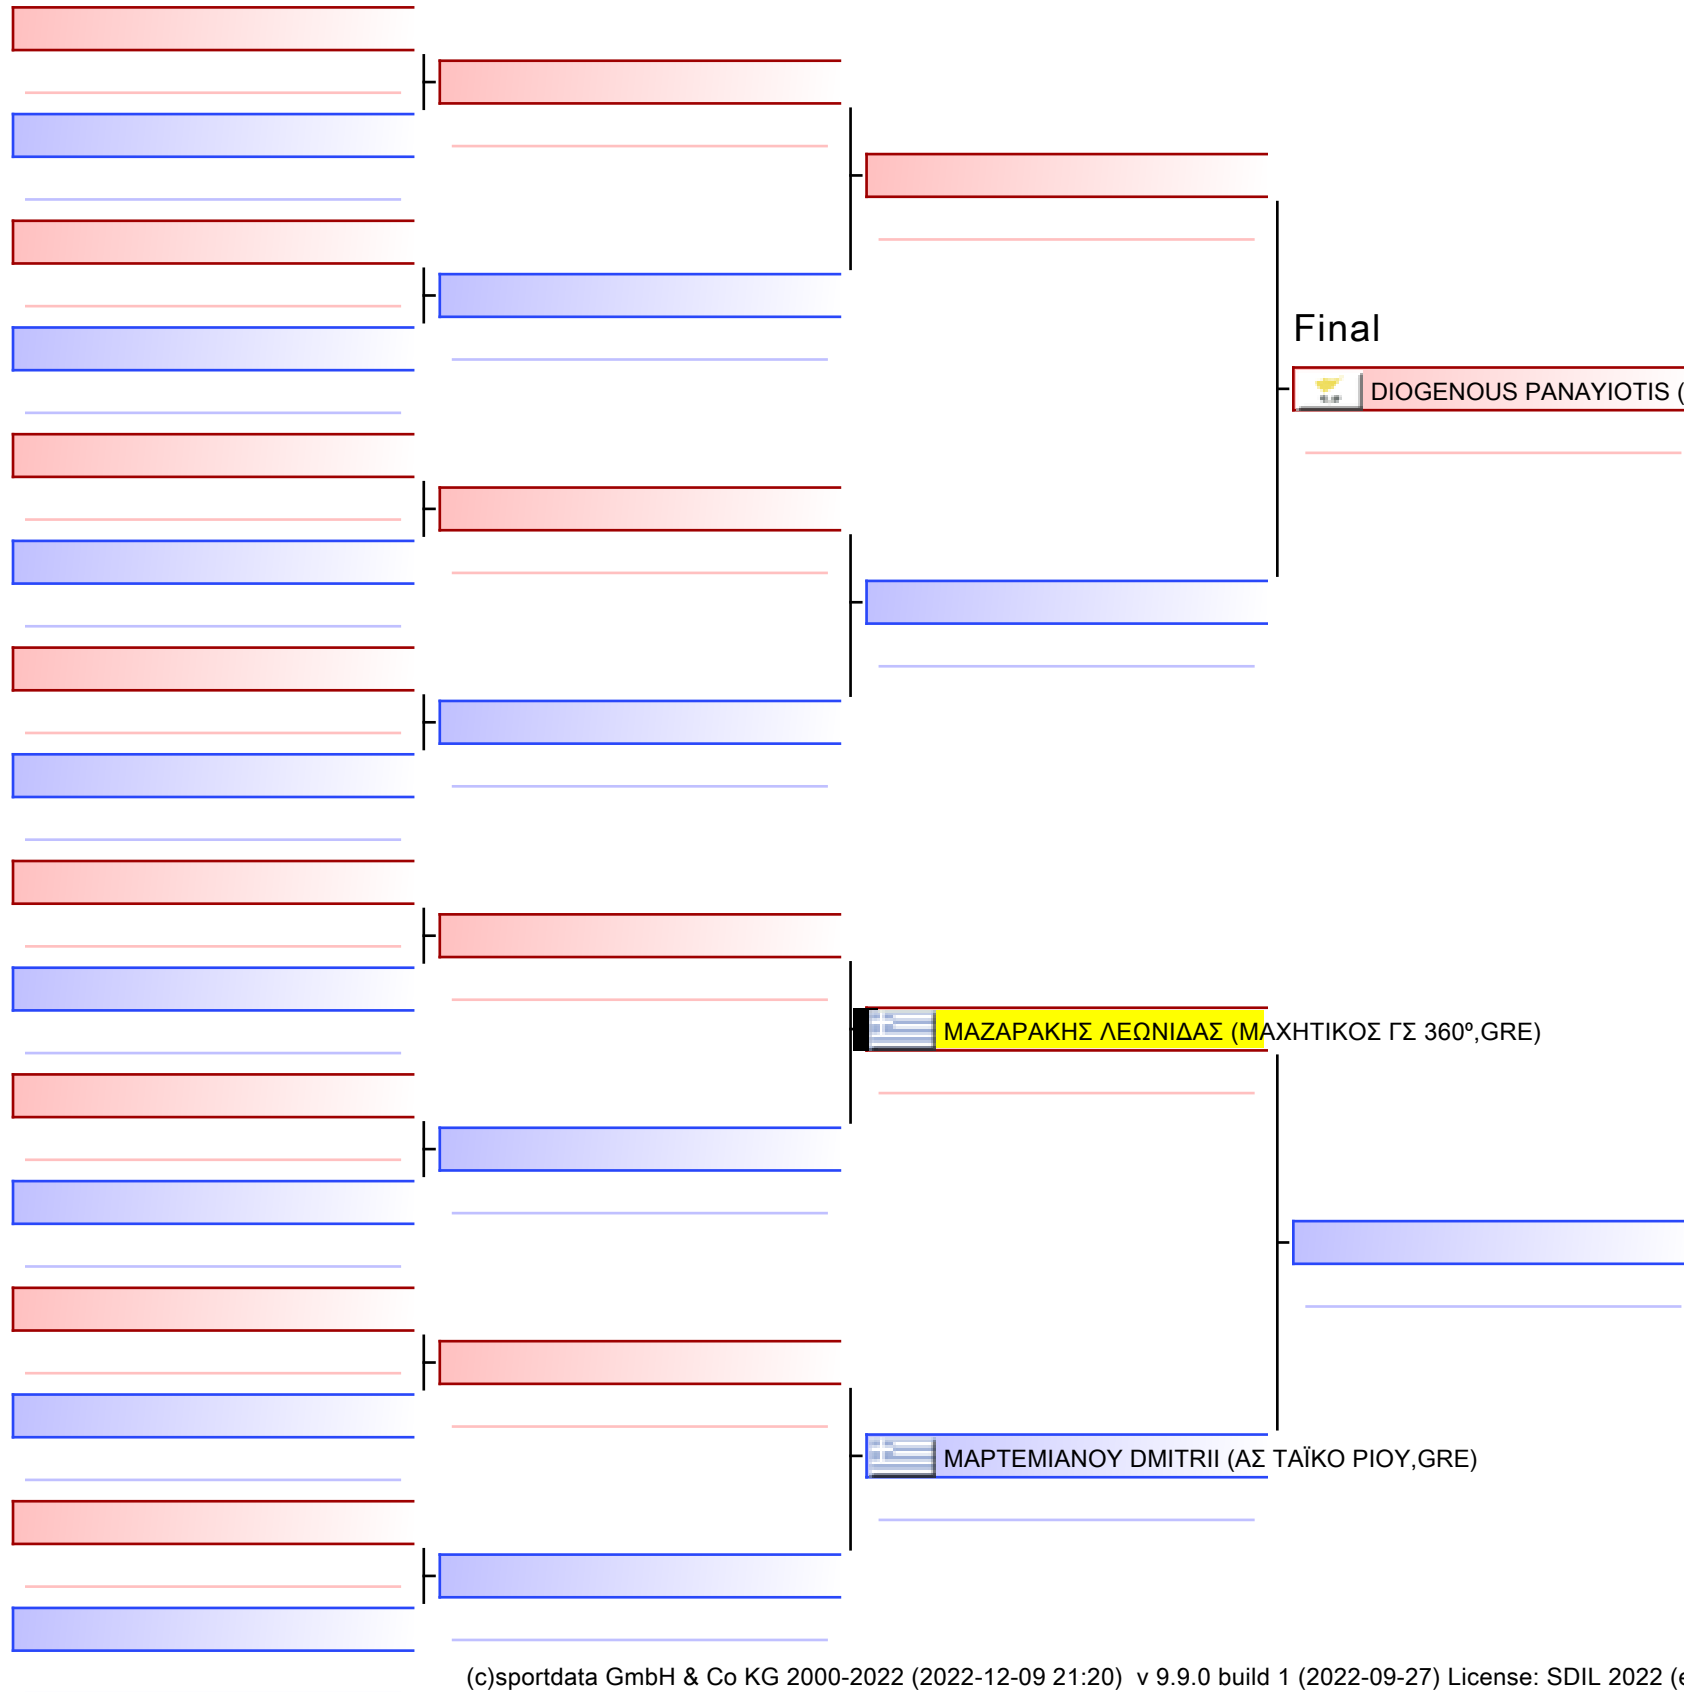 Final
DIOGENOUS PANAYIOTIS (
ΜΑΖΑΡΑΚΗΣ ΛΕΩΝΙΔΑΣ (ΜΑΧΗΤΙΚΟΣ ΓΣ 360º,GRE)
ΜΑΡΤΕΜΙΑΝΟΥ DMITRII (ΑΣ ΤΑΪΚΟ ΡΙΟΥ,GRE)
(c)sportdata GmbH & Co KG 2000-2022 (2022-12-09 21:20) v 9.9.0 build 1 (2022-09-27) License: SDIL 2022 (